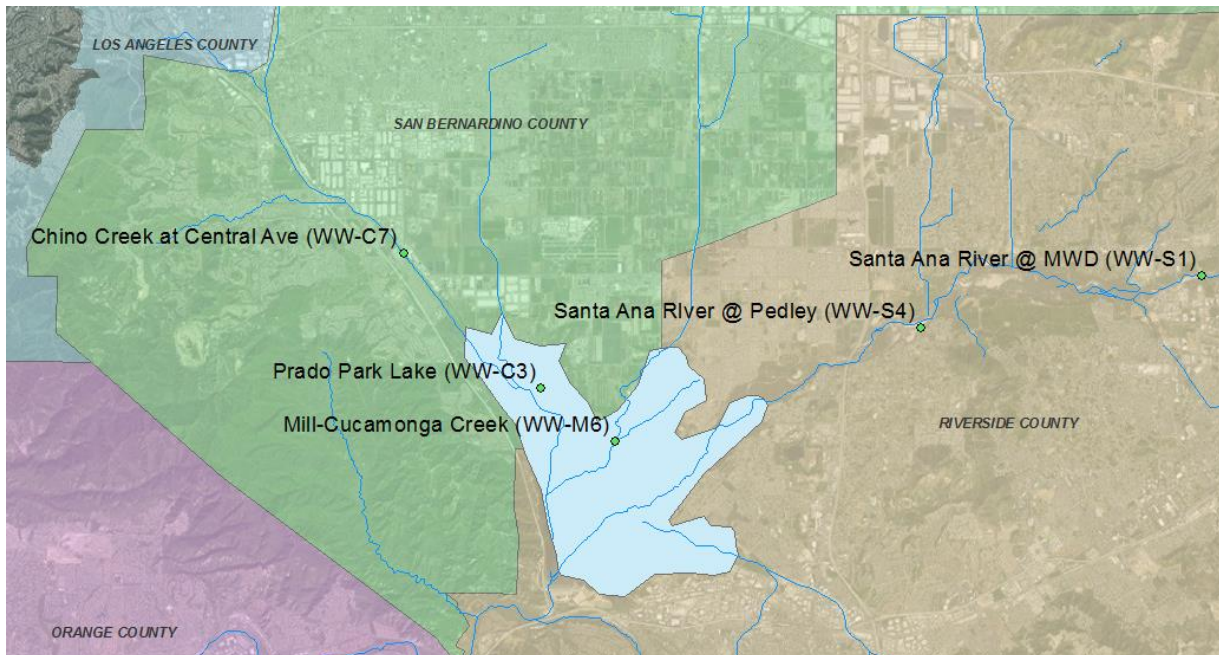 LOS ANGELES COUNTY
SAN BERNARDINO COUNTY
Chino Creek at Central Ave (WW-C7)
Santa Ana River @ MWD (WW-S1)
Santa Ana RIver @ Pedley (WW-S4)
Prado Park Lake (WW-C3)
Mill-Cucamonga Creek (WW-M6)
RIVERSIDE COUNTY
ORANGE COUNTY